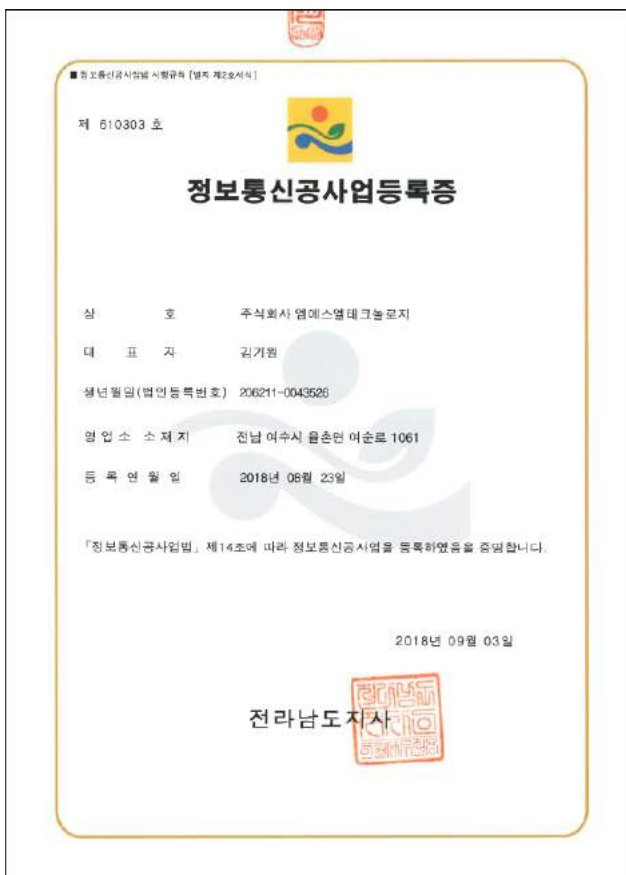 ■ 정보통신공사업법 시행규칙 [별지 제2호서식]
제 610303 호
정보통신공사업등록증
상 호 주식회사 엠에스엘테크놀로지
대 표 자 김기원
생년월일(법인등록번호) 206211-0043526
영업소 소재지 전남 여수시 율촌면 여순로 1061
등 록 연 월 일 2018년 08월 23일
「정보통신공사업법」 제14조에 따라 정보통신공사업을 등록하였음을 증명합니다.
2018년 09월 03일
전라남도지사